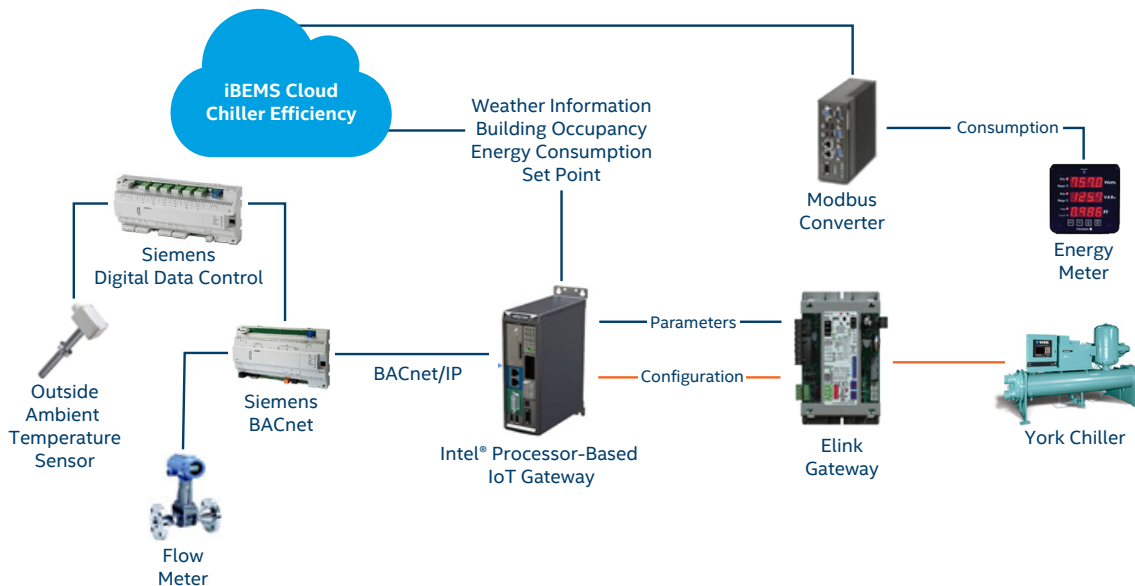 iBEMS Cloud
Chiller Efficiency
Weather Information
Building Occupancy
Energy Consumption
Set Point
Consumption
Modbus
Converter
Energy
Meter
Siemens
Digital Data Control
Outside
Ambient
Temperature
Sensor
Siemens
BACnet
BACnet/IP
Flow
Meter
Intel® Processor-Based
IoT Gateway
Parameters
Configuration
Elink
Gateway
York Chiller
YORK